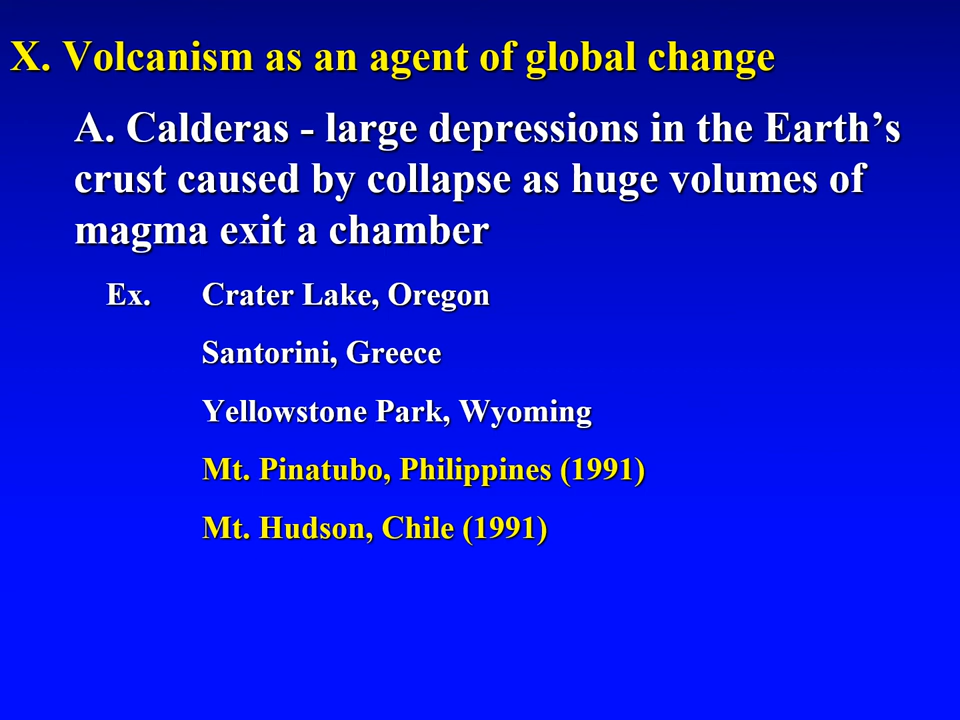 X. Volcanism as an agent of global change
A. Calderas - large depressions in the Earth’s
crust caused by collapse as huge volumes of
magma exit a chamber
Ex. Crater Lake, Oregon
Santorini, Greece
Yellowstone Park, Wyoming
Mt. Pinatubo, Philippines (1991)
Mt. Hudson, Chile (1991)